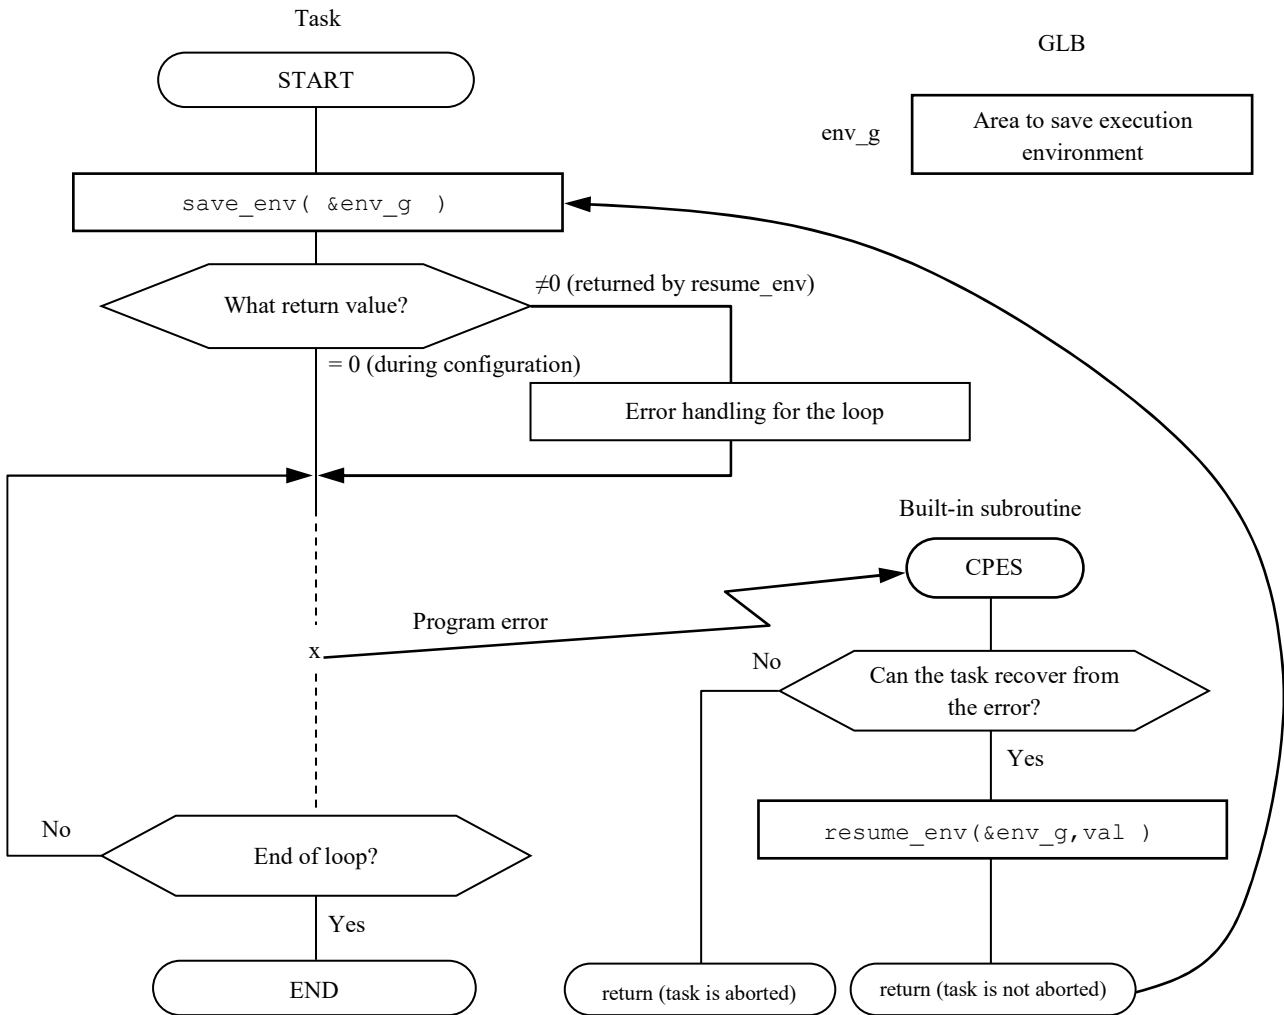 Task
GLB
START
env_g
Area to save execution
environment
save_env( &env_g  )
≠0 (returned by resume_env)
What return value?
= 0 (during configuration)
Error handling for the loop
Built-in subroutine
CPES
Program error
x
No
Can the task recover from
the error?
Yes
No
resume_env(&env_g,val )
End of loop?
Yes
END
return (task is aborted)
return (task is not aborted)